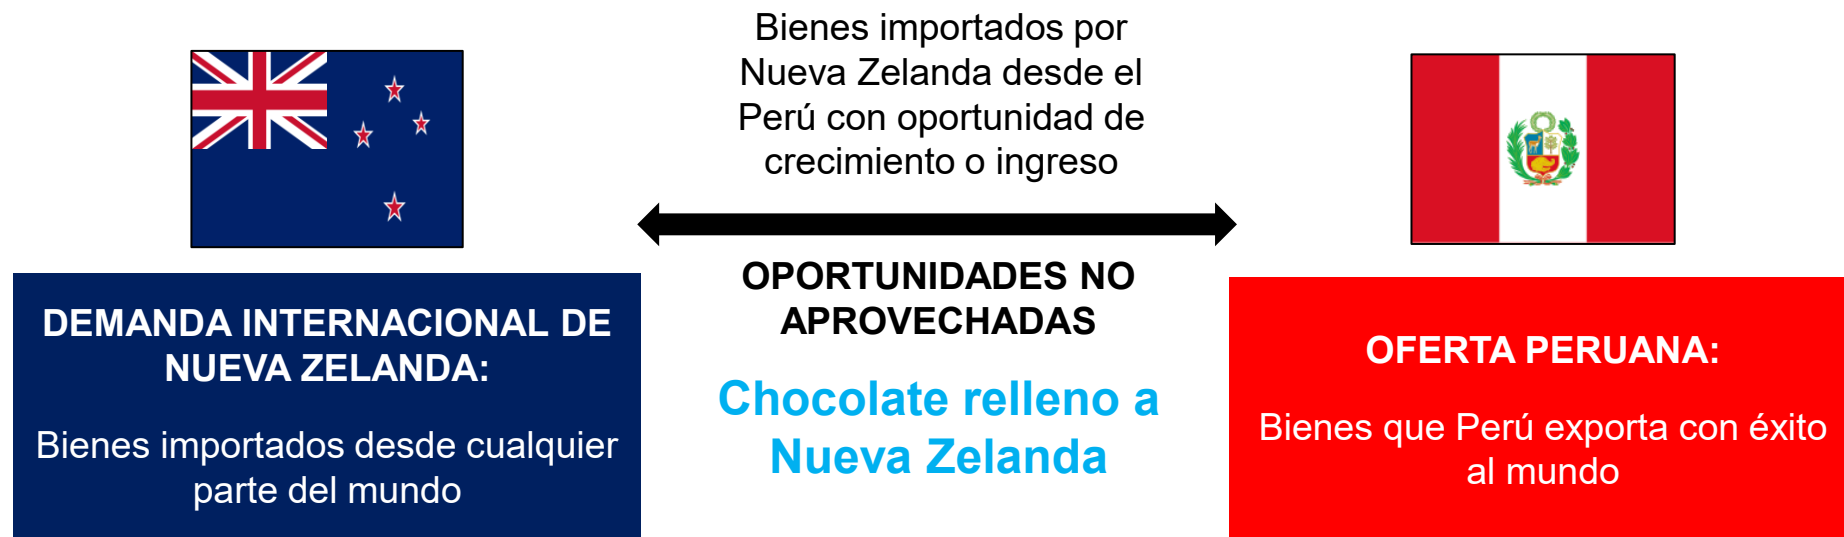 Bienes importados por
Nueva Zelanda desde el
Perú con oportunidad de
crecimiento o ingreso
DEMANDA INTERNACIONAL DE
NUEVA ZELANDA:
Bienes importados desde cualquier
parte del mundo
OPORTUNIDADES NO
APROVECHADAS
Chocolate relleno a
Nueva Zelanda
OFERTA PERUANA:
Bienes que Perú exporta con éxito
al mundo